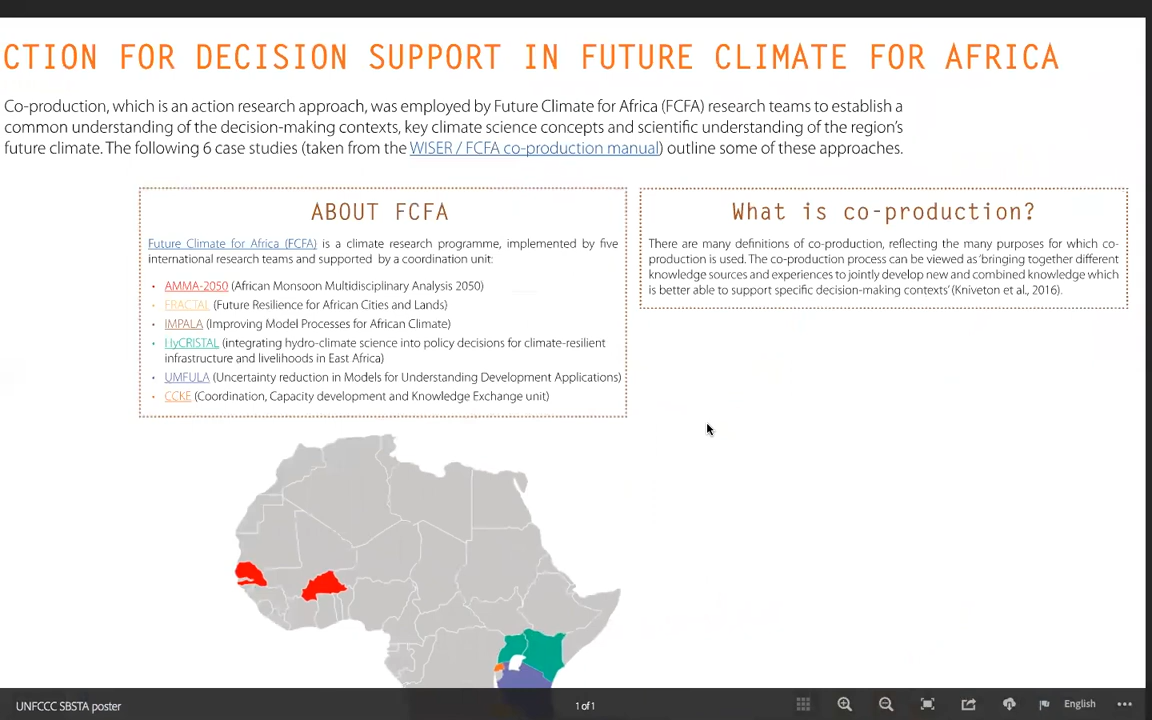 CTION FOR DECISION SUPPORT IN FUTURE CLIMATE FOR AFRICA
Co-production, which is an action research approach, was employed by Future Climate for Africa (FCFA) research teams to establish a
common understanding of the decision-making contexts, key climate science concepts and scientific understanding of the region's
future climate. The following 6 case studies (taken from the WISER / FCFA co-production manual) outline some of these approaches.
ABOUT FCFA
Future Climate for Africa (FCFA) is a climate research programme, implemented by five
international research teams and supported by a coordination unit:
• AMMA-2050 (African Monsoon Multidisciplinary Analysis 2050)
• FRACTAL (Future Resilience for African Cities and Lands)
• IMPALA (Improving Model Processes for African Climate)
• HyCRISTAL (integrating hydro-climate science into policy decisions for climate-resilient
infrastructure and livelihoods in East Africa)
• UMFULA (Uncertainty reduction in Models for Understanding Development Applications)
• CCKE (Coordination, Capacity development and Knowledge Exchange unit)
What is co-production?
There are many definitions of co-production, reflecting the many purposes for which co-
production is used. The co-production process can be viewed as 'bringing together different
knowledge sources and experiences to jointly develop new and combined knowledge which
is better able to support specific decision-making contexts' (Kniveton et al., 2016).
UNFCCC SBSTA poster
1 of 1
English